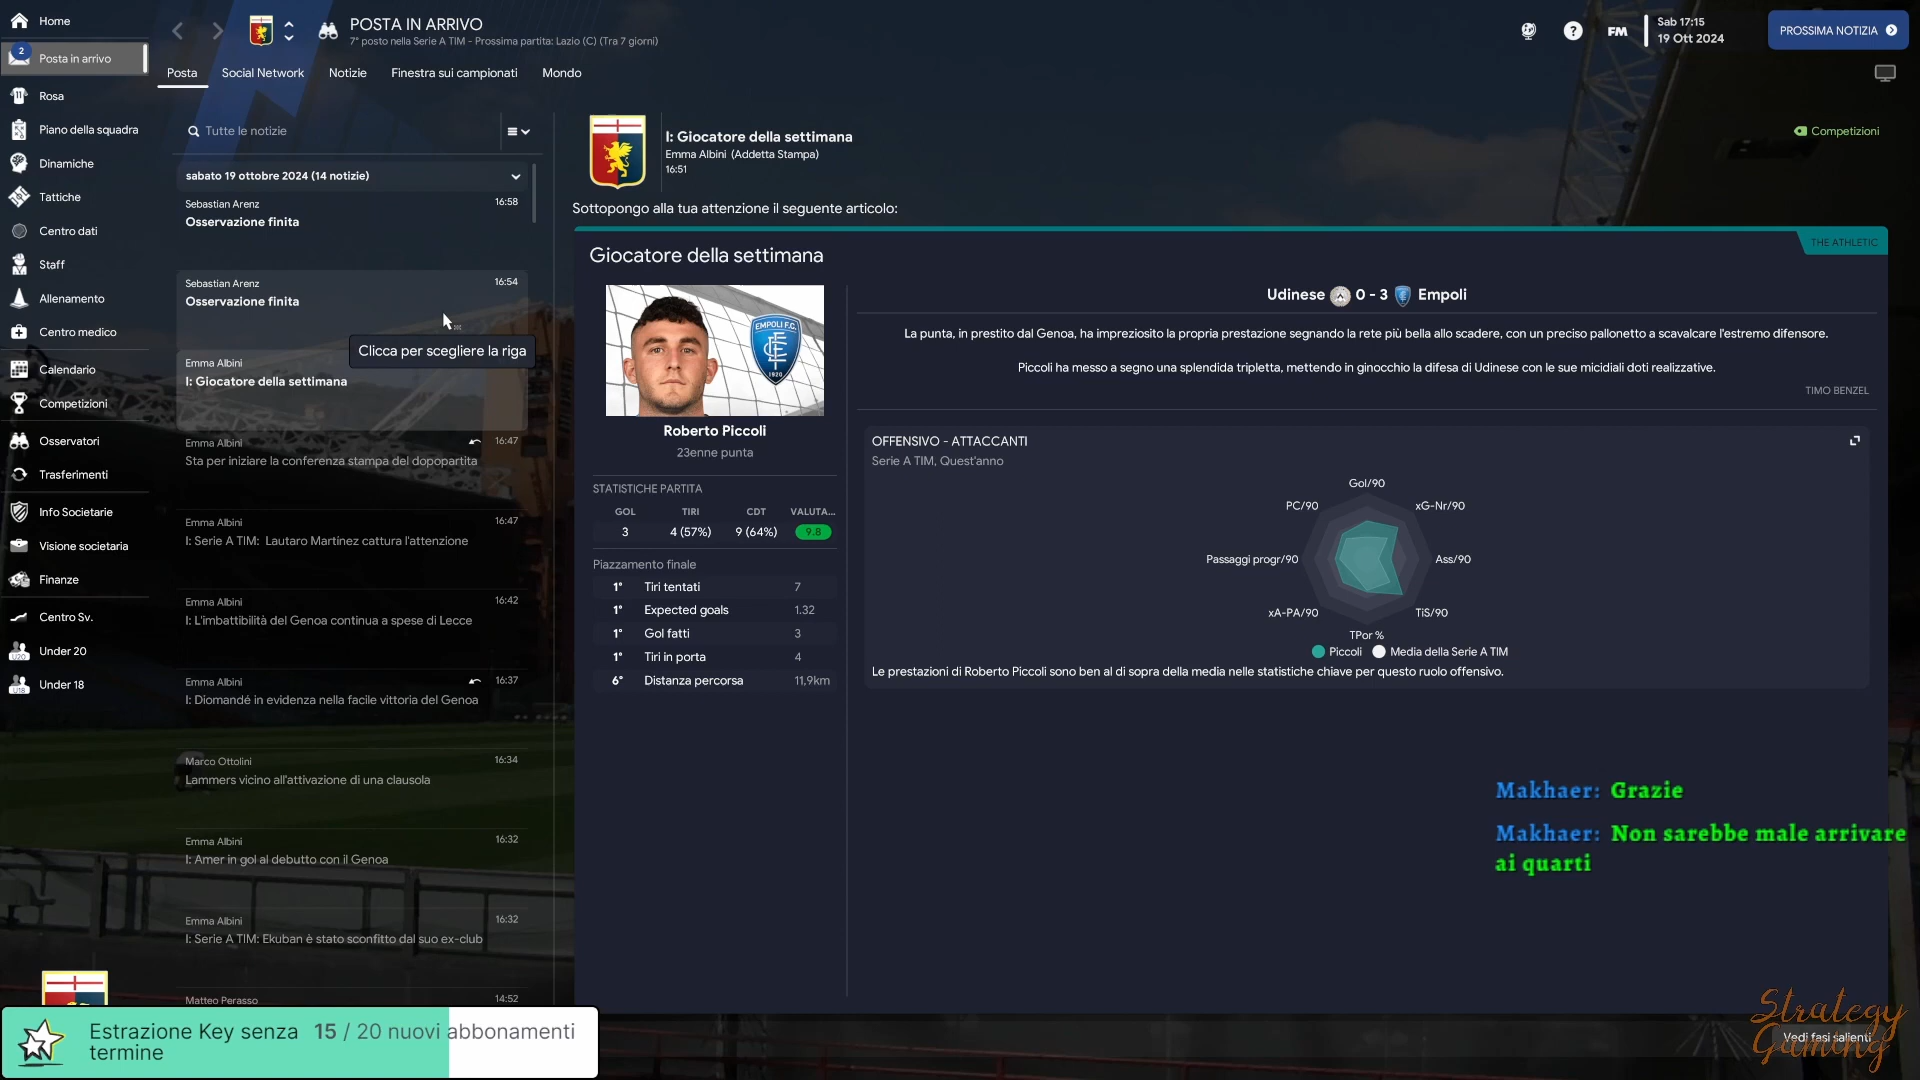 Home
2
Posta in arrivo
Rosa
Piano della squadra
Dinamiche
Tattiche
Centro dati
Staff
Allenamento
Centro medico
Calendario
Competizioni
Osservatori
Trasferimenti
Info Societarie
Visione societaria
Finanze
Centro Sv.
Under 20
Under 18
POSTA IN ARRIVO
7° posto nella Serie A TIM - Prossima partita: Lazio (C) (Tra 7 giorni)
FM
Sab 17:15
19 Ott 2024
PROSSIMA NOTIZIA
Posta Social Network Notizie Finestra sui campionati Mondo
Tutte le notizie
sabato 19 ottobre 2024 (14 notizie)
Sebastian Arenz 16:58
Osservazione finita
Sebastian Arenz 16:54
Osservazione finita
Clicca per scegliere la riga
Emma Albini
I: Giocatore della settimana
Emma Albini 16:47
Sta per iniziare la conferenza stampa del dopopartita
Emma Albini 16:47
I: Serie A TIM: Lautaro Martínez cattura l'attenzione
Emma Albini 16:42
I: L'imbattibilità del Genoa continua a spese di Lecce
Emma Albini 16:37
I: Diomandé in evidenza nella facile vittoria del Genoa
Marco Ottolini 16:34
Lammers vicino all'attivazione di una clausola
Emma Albini 16:32
I: Amer in gol al debutto con il Genoa
Emma Albini 16:32
I: Serie A TIM: Ekuban è stato sconfitto dal suo ex-club
Matteo Perasso 14:52
I: Giocatore della settimana
Emma Albini (Addetta Stampa)
16:51
Competizioni
Sottopongo alla tua attenzione il seguente articolo:
THE ATHLETIC
Giocatore della settimana
EMPOLI F.C.
1920
Roberto Piccoli
23enne punta
STATISTICHE PARTITA
GOL TIRI CDT VALUTA...
3 4 (57%) 9 (64%) 9.8
Piazzamento finale
1° Tiri tentati 7
1° Expected goals 1.32
1° Gol fatti 3
1° Tiri in porta 4
6° Distanza percorsa 11,9km
Udinese 0 - 3 Empoli
La punta, in prestito dal Genoa, ha impreziosito la propria prestazione segnando la rete più bella allo scadere, con un preciso pallonetto a scavalcare l'estremo difensore.
Piccoli ha messo a segno una splendida tripletta, mettendo in ginocchio la difesa di Udinese con le sue micidiali doti realizzative.
TIMO BENZEL
OFFENSIVO - ATTACCANTI
Serie A TIM, Quest'anno
Gol/90
PC/90 xG-Nr/90
Passaggi progr/90 Ass/90
xA-PA/90 TiS/90
TPor %
Piccoli Media della Serie A TIM
Le prestazioni di Roberto Piccoli sono ben al di sopra della media nelle statistiche chiave per questo ruolo offensivo.
Makhaer: Grazie
Makhaer: Non sarebbe male arrivare
ai quarti
Estrazione Key senza 15 / 20 nuovi abbonamenti
termine
Strategy
Vedi fasi salienti
Gaming